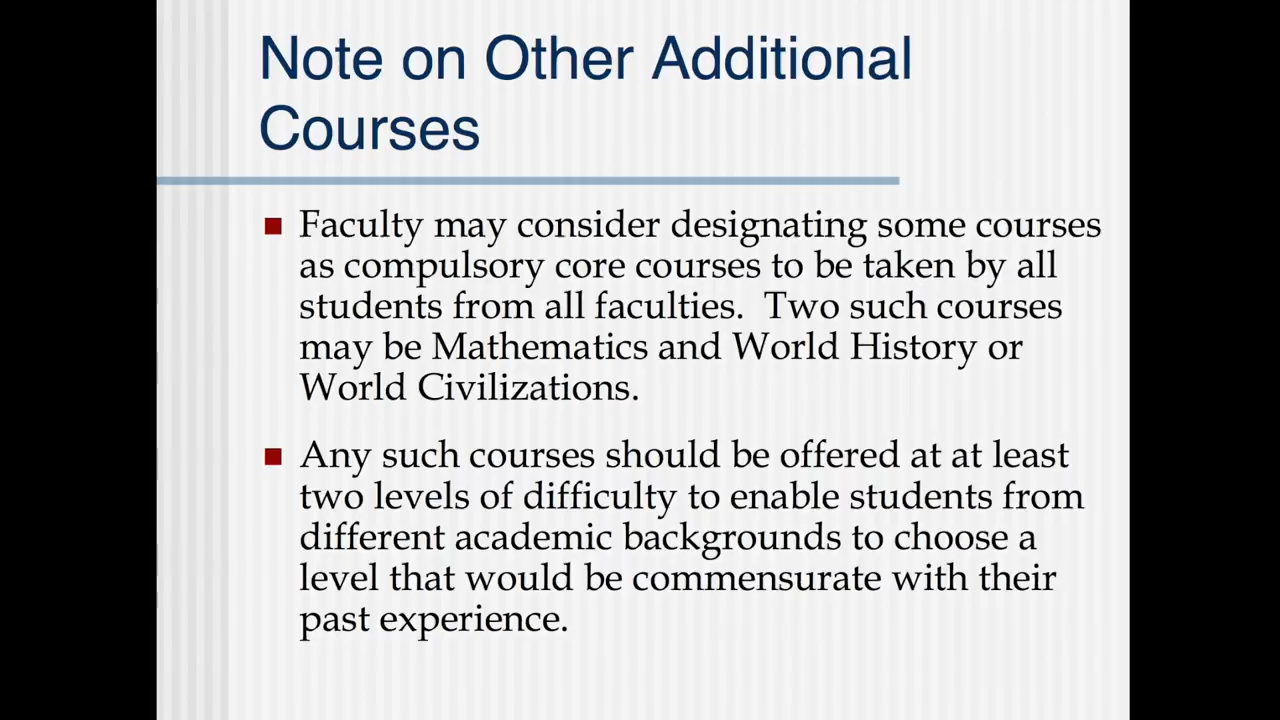 Note on Other Additional
Courses
Faculty may consider designating some courses
as compulsory core courses to be taken by all
students from all faculties.  Two such courses
may be Mathematics and World History or
World Civilizations.
Any such courses should be offered at at least
two levels of difficulty to enable students from
different academic backgrounds to choose a
level that would be commensurate with their
past experience.